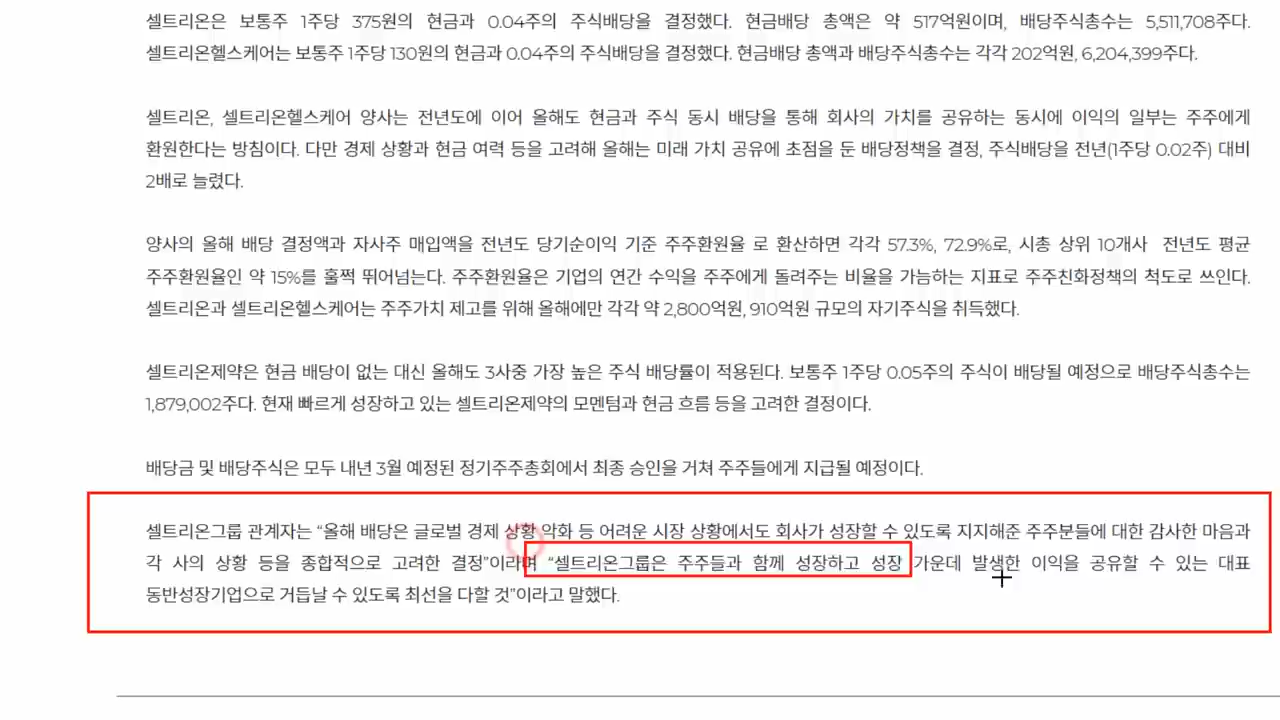 셀트리온은 보통주 1주당 375원의 현금과 0.04주의 주식배당을 결정했다. 현금배당 총액은 약 517억원이며, 배당주식총수는 5,511,708주다.
셀트리온헬스케어는 보통주 1주당 130원의 현금과 0.04주의 주식배당을 결정했다. 현금배당 총액과 배당주식총수는 각각 202억원, 6,204,399주다.
셀트리온, 셀트리온헬스케어 양사는 전년도에 이어 올해도 현금과 주식 동시 배당을 통해 회사의 가치를 공유하는 동시에 이익의 일부는 주주에게
환원한다는 방침이다. 다만 경제 상황과 현금 여력 등을 고려해 올해는 미래 가치 공유에 초점을 둔 배당정책을 결정, 주식배당을 전년(1주당 0.02주) 대비
2배로 늘렸다.
양사의 올해 배당 결정액과 자사주 매입액을 전년도 당기순이익 기준 주주환원율 로 환산하면 각각 57.3%, 72.9%로, 시총 상위 10개사 전년도 평균
주주환원율인 약 15%를 훌쩍 뛰어넘는다. 주주환원율은 기업의 연간 수익을 주주에게 돌려주는 비율을 가늠하는 지표로 주주친화정책의 척도로 쓰인다.
셀트리온과 셀트리온헬스케어는 주주가치 제고를 위해 올해에만 각각 약 2,800억원, 910억원 규모의 자기주식을 취득했다.
셀트리온제약은 현금 배당이 없는 대신 올해도 3사중 가장 높은 주식 배당률이 적용된다. 보통주 1주당 0.05주의 주식이 배당될 예정으로 배당주식총수는
1,879,002주다. 현재 빠르게 성장하고 있는 셀트리온제약의 모멘텀과 현금 흐름 등을 고려한 결정이다.
배당금 및 배당주식은 모두 내년 3월 예정된 정기주주총회에서 최종 승인을 거쳐 주주들에게 지급될 예정이다.
셀트리온그룹 관계자는 “올해 배당은 글로벌 경제 상황 악화 등 어려운 시장 상황에서도 회사가 성장할 수 있도록 지지해준 주주분들에 대한 감사한 마음과
각 사의 상황 등을 종합적으로 고려한 결정”이라며 “셀트리온그룹은 주주들과 함께 성장하고 성장 가운데 발생한 이익을 공유할 수 있는 대표
동반성장기업으로 거듭날 수 있도록 최선을 다할 것”이라고 말했다.